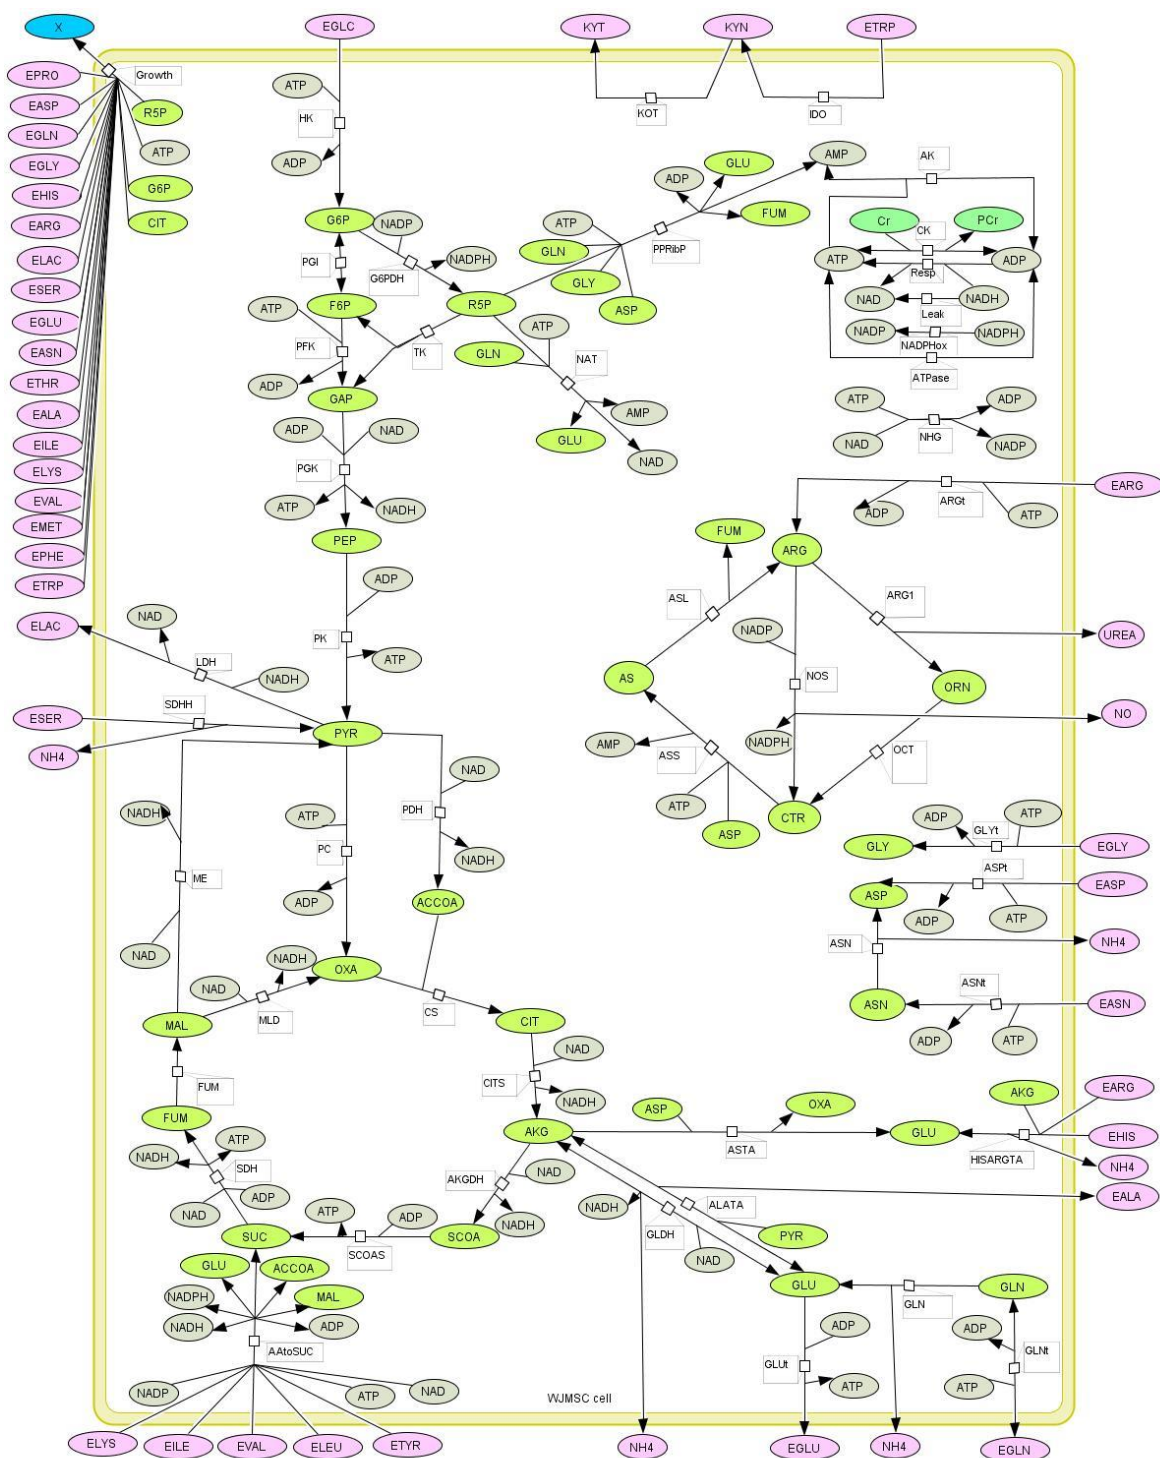 X
EGLC
KYT
KYN
ETRP
Growth
EPRO
EASP
EGLN
EGLY
EHIS
EARG
ELAC
ESER
EGLU
EASN
ETHR
EALA
EILE
ELYS
EVAL
EMET
EPHE
ETRP
R5P
ATP
G6P
CIT
ATP
HK
ADP
KOT
IDO
G6P
NADP
NADPH
G6PDH
PGI
F6P
ATP
PFK
ADP
GAP
TK
R5P
ATP
GLN
GLY
ASP
PPRibP
ADP
GLU
FUM
AMP
GLN
ATP
NAT
GLU
AMP
NAD
AK
Cr
PCr
CK
ATP
ADP
Resp
NAD
NADH
Leak
NADP
NADPH
NADPHox
ATPase
ATP
NAD
NHG
ADP
NADP
ADP
NAD
PGK
ATP
NADH
PEP
ADP
PK
ATP
EARG
ARGt
ADP
ATP
FUM
ARG
ASL
ARG1
NADP
UREA
AS
NOS
ORN
NO
AMP
ASS
NADPH
OCT
ATP
ASP
CTR
ELAC
NAD
LDH
NADH
SDHH
ESER
NH4
PYR
NAD
PDH
NADH
ATP
PC
ADP
ACCOA
NADH
ME
NAD
NADH
OXA
NAD
MLD
MAL
CS
CIT
ADP
ATP
GLYt
GLY
EGLY
ASPt
ASP
EASP
ADP
ATP
ASN
NH4
ASNt
ASN
EASN
ADP
ATP
FUM
FUM
CITS
NAD
NADH
AKG
ASP
OXA
ASTA
GLU
AKG
EARG
EHIS
HISARGTA
NH4
EALA
NADH
ATP
SDH
NAD
ADP
AKGDH
NAD
NADH
SUC
ATP
ADP
SCOAS
SCOA
NADH
ALATA
GLDH
PYR
NAD
GLU
ACCOA
NADPH
MAL
NADH
ADP
AAtoSUC
NADP
ATP
NAD
GLU
GLN
GLN
ADP
GLUt
ATP
ADP
GLNt
ATP
WJMSC cell
ELYS
EILE
EVAL
ELEU
ETYR
NH4
EGLU
NH4
EGLN